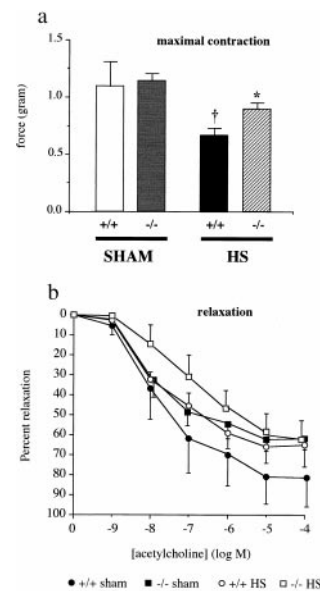 a
maximal contraction
force (gram)
1.5
1.0
0.5
0.0
†
*
+/+ -/- +/+ -/-
SHAM HS
b
relaxation
Percent relaxation
0
10
20
30
40
50
60
70
80
90
100
0 -9 -8 -7 -6 -5 -4
[acetylcholine] (log M)
+/+ sham -/- sham +/+ HS -/- HS